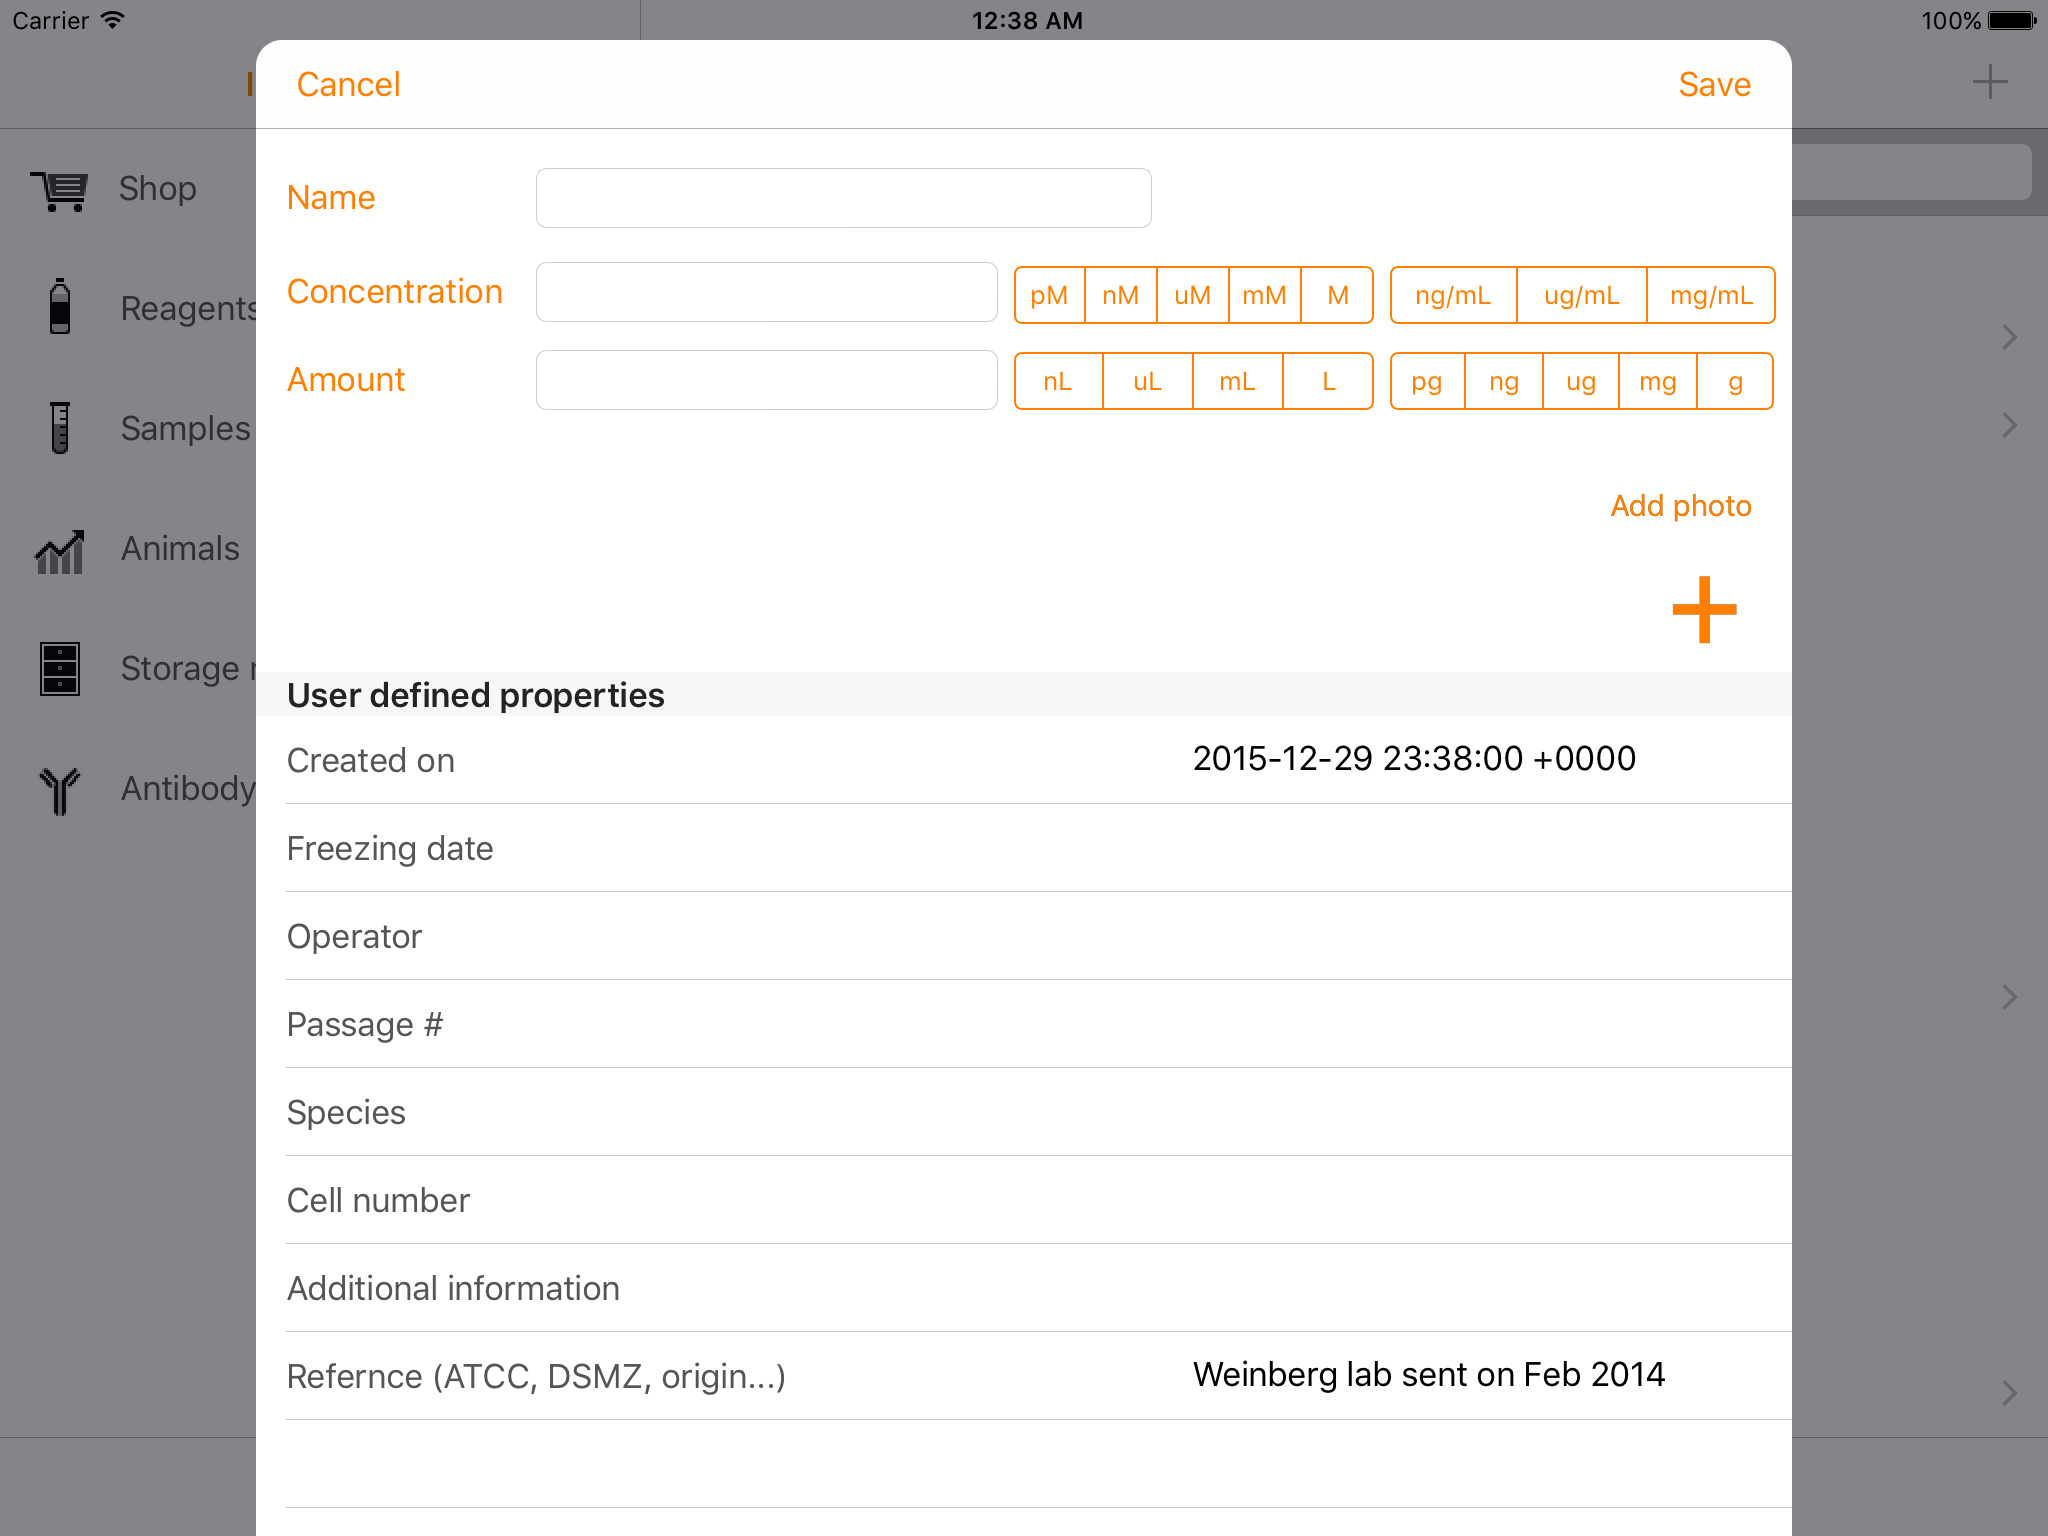 Carrier 12:38 AM 100%
Cancel Save
Shop
Reagents
Samples
Animals
Storage
Antibody
Name
Concentration pM nM uM mM M ng/mL ug/mL mg/mL
Amount nL uL mL L pg ng ug mg g
Add photo
User defined properties
Created on 2015-12-29 23:38:00 +0000
Freezing date
Operator
Passage #
Species
Cell number
Additional information
Refernce (ATCC, DSMZ, origin...) Weinberg lab sent on Feb 2014